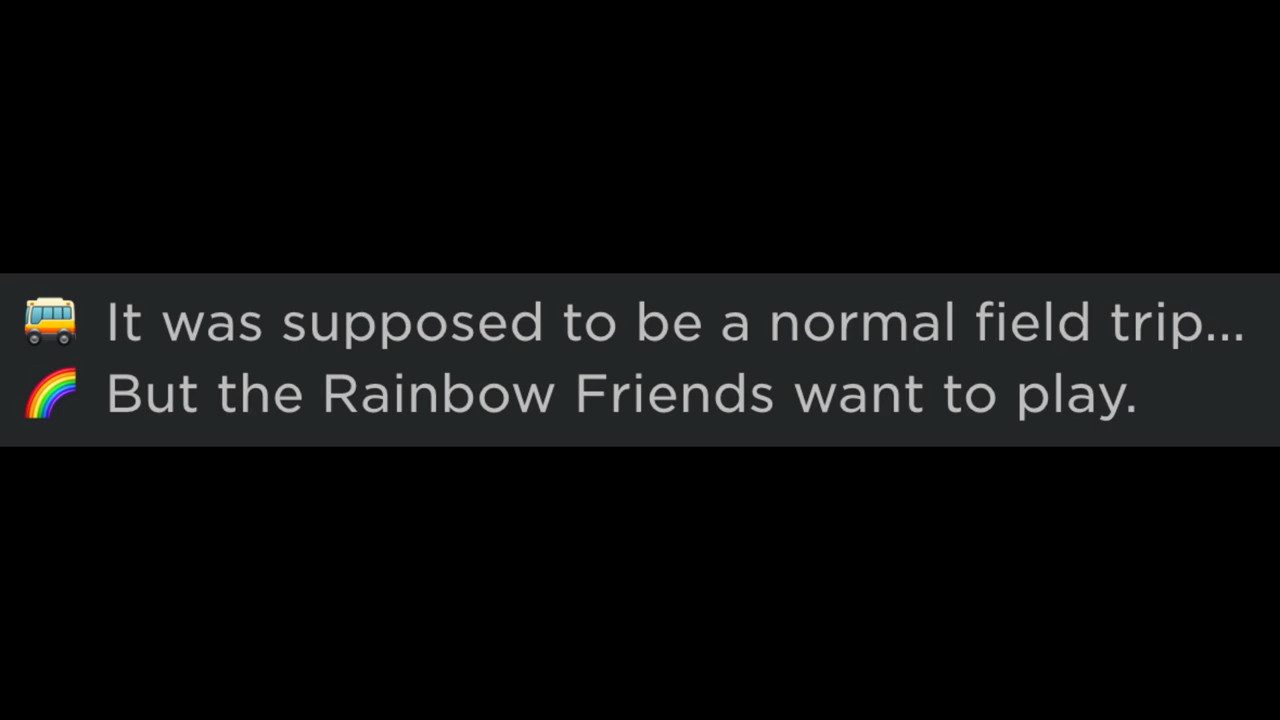 🚌 It was supposed to be a normal field trip...
🌈 But the Rainbow Friends want to play.